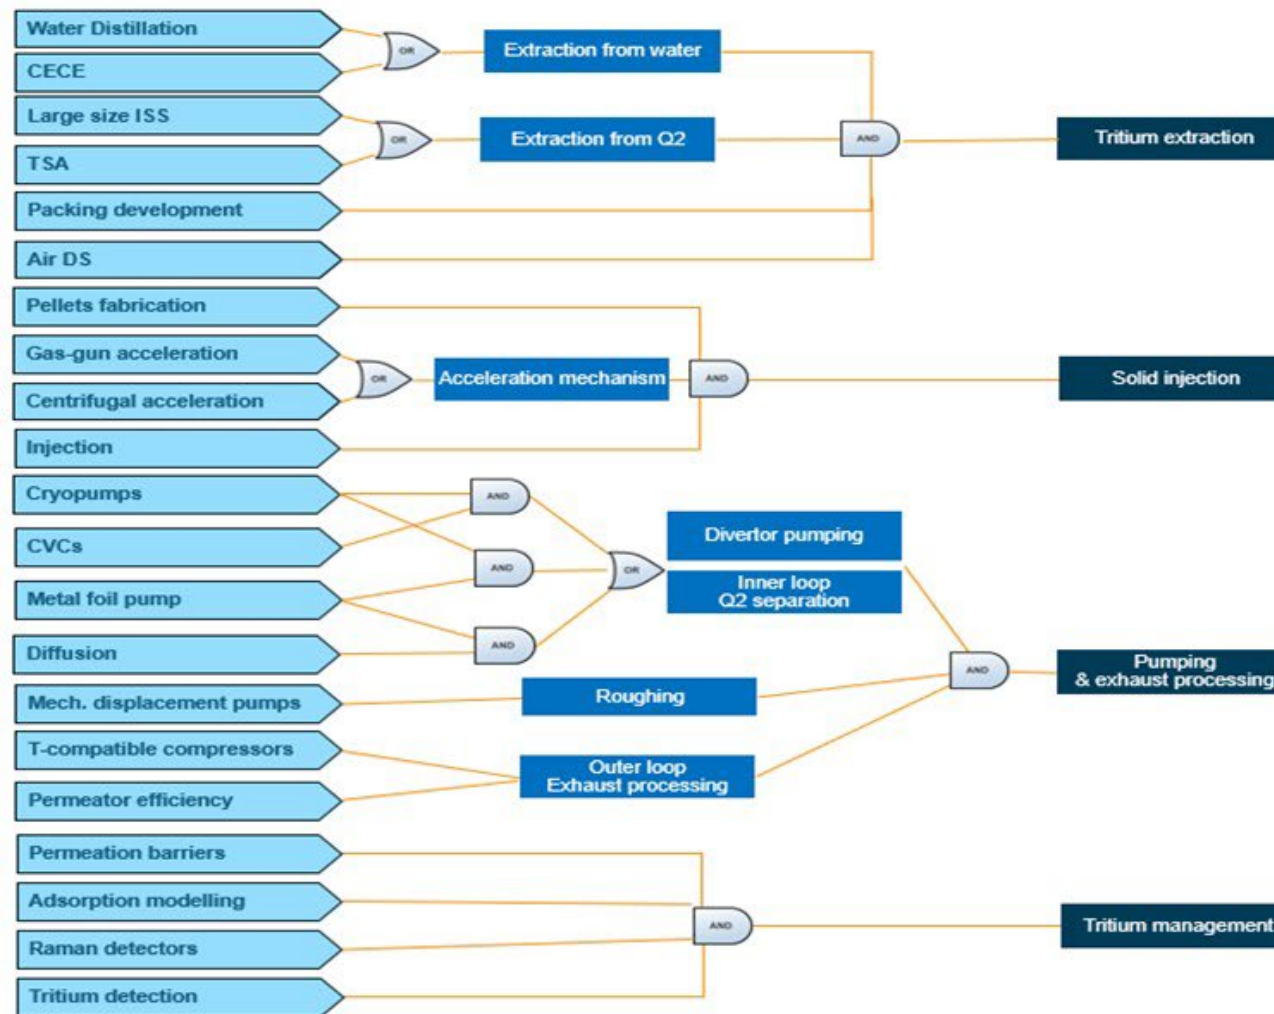 Water Distillation
OR
Extraction from water
CECE
Large size ISS
OR
Extraction from Q2
AND
Tritium extraction
TSA
Packing development
Air DS
Pellets fabrication
Gas-gun acceleration
OR
Acceleration mechanism
AND
Solid injection
Centrifugal acceleration
Injection
Cryopumps
AND
CVCs
Divertor pumping
AND
OR
Inner loop
Q2 separation
Metal foil pump
AND
Diffusion
AND
Pumping
& exhaust processing
Mech. displacement pumps
Roughing
T-compatible compressors
Outer loop
Exhaust processing
Permeator efficiency
Permeation barriers
Adsorption modelling
AND
Tritium management
Raman detectors
Tritium detection